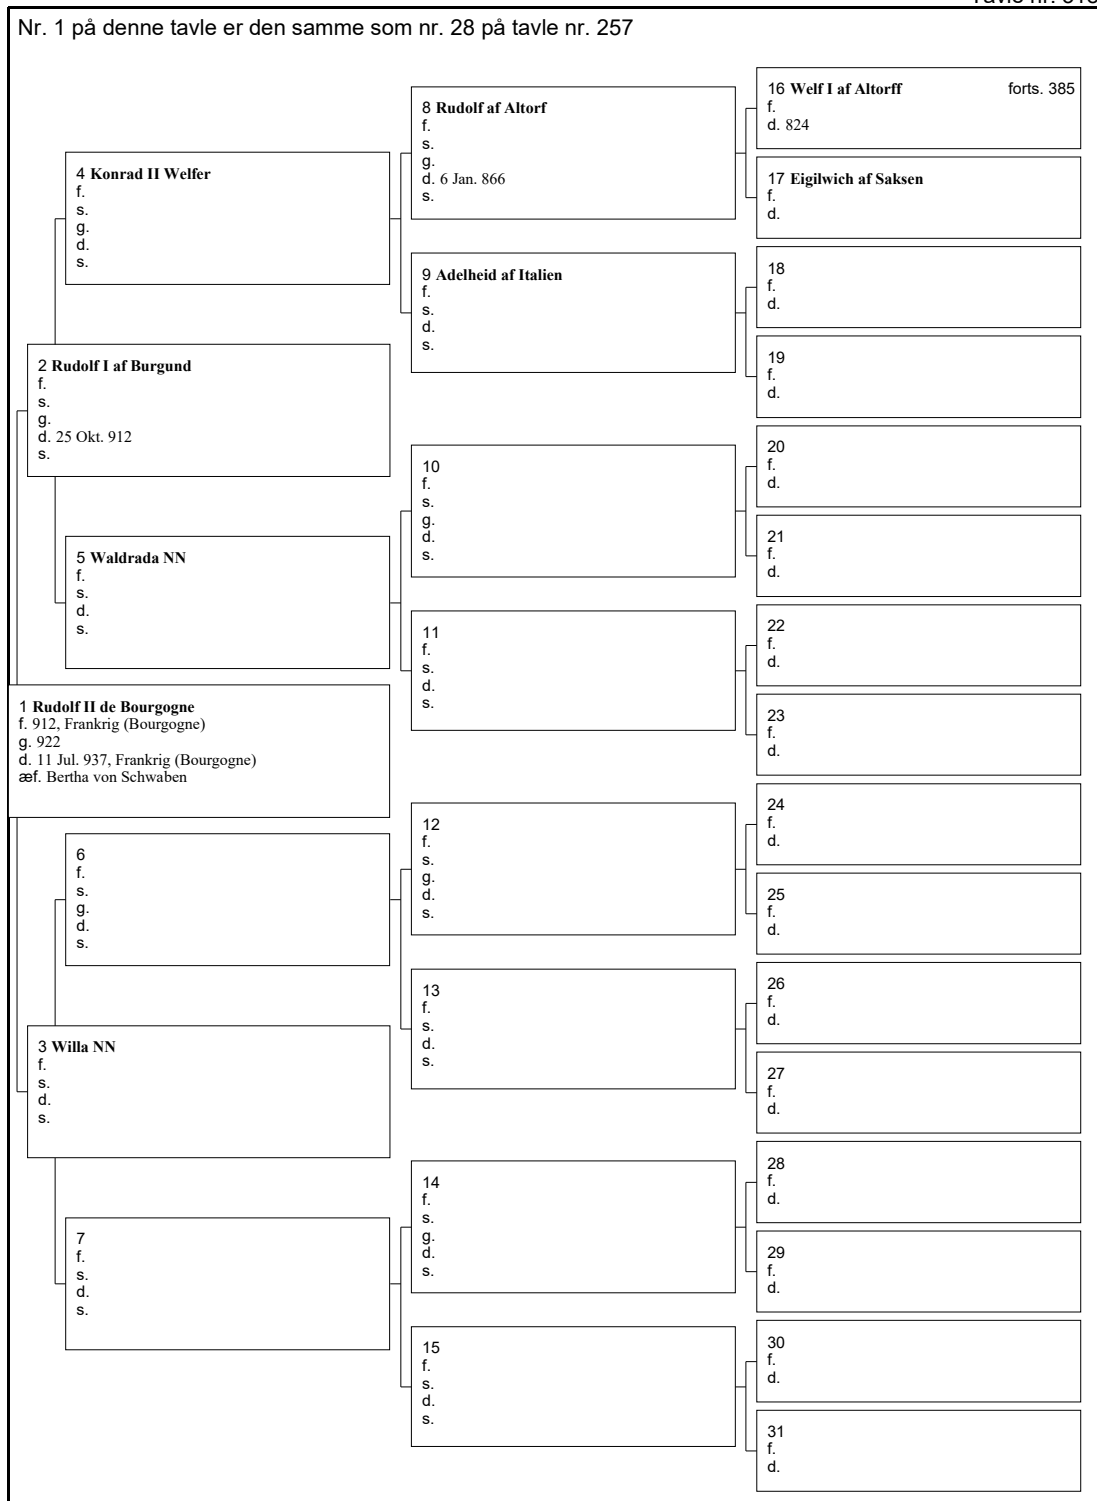 Nr. 1 på denne tavle er den samme som nr. 28 på tavle nr. 257
16 Welf I af Altorff forts. 385
f.
d. 824
8 Rudolf af Altorf
f.
s.
g.
d. 6 Jan. 866
s.
4 Konrad II Welfer
f.
s.
g.
d.
s.
17 Eigilwich af Saksen
f.
d.
9 Adelheid af Italien
f.
s.
d.
s.
18
f.
d.
19
f.
d.
2 Rudolf I af Burgund
f.
s.
g.
d. 25 Okt. 912
s.
20
f.
d.
10
f.
s.
g.
d.
s.
21
f.
d.
5 Waldrada NN
f.
s.
d.
s.
22
f.
d.
11
f.
s.
d.
s.
23
f.
d.
1 Rudolf II de Bourgogne
f. 912, Frankrig (Bourgogne)
g. 922
d. 11 Jul. 937, Frankrig (Bourgogne)
æf. Bertha von Schwaben
24
f.
d.
12
f.
s.
g.
d.
s.
6
f.
s.
g.
d.
s.
25
f.
d.
13
f.
s.
d.
s.
26
f.
d.
3 Willa NN
f.
s.
d.
s.
27
f.
d.
28
f.
d.
14
f.
s.
g.
d.
s.
7
f.
s.
d.
s.
29
f.
d.
15
f.
s.
d.
s.
30
f.
d.
31
f.
d.